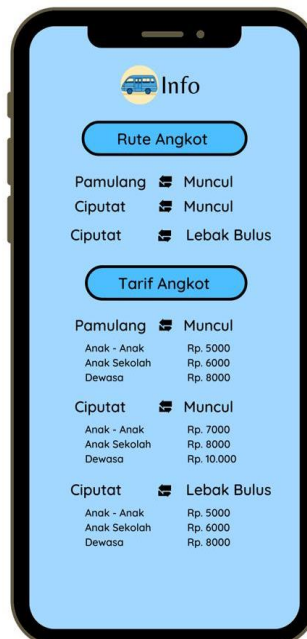 Info
Rute Angkot
Pamulang Muncul
Ciputat Muncul
Ciputat Lebak Bulus
Tarif Angkot
Pamulang Muncul
Anak - Anak Rp. 5000
Anak Sekolah Rp. 6000
Dewasa Rp. 8000
Ciputat Muncul
Anak - Anak Rp. 7000
Anak Sekolah Rp. 8000
Dewasa Rp. 10.000
Ciputat Lebak Bulus
Anak - Anak Rp. 5000
Anak Sekolah Rp. 6000
Dewasa Rp. 8000